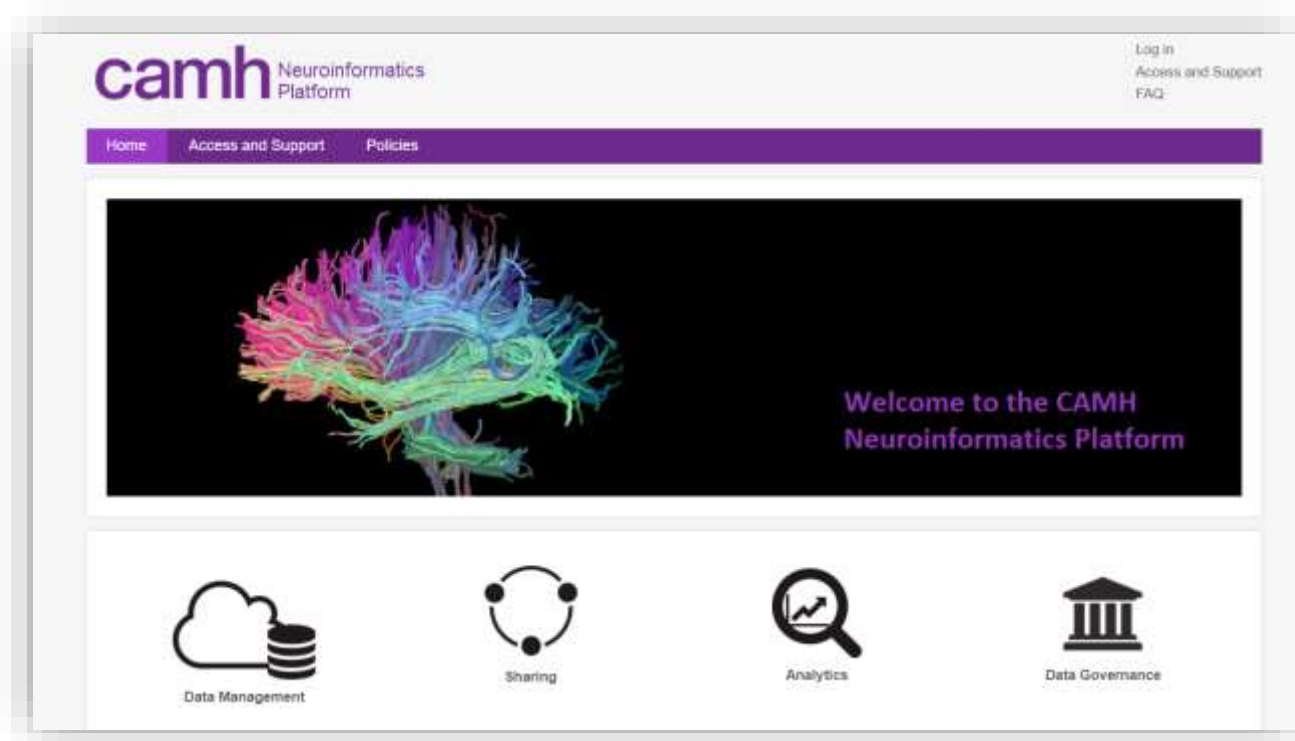 camh Neuroinformatics
Platform
Log in
Access and Support
FAQ
Home Access and Support Policies
Welcome to the CAMH
Neuroinformatics Platform
Data Management
Sharing
Analytics
Data Governance